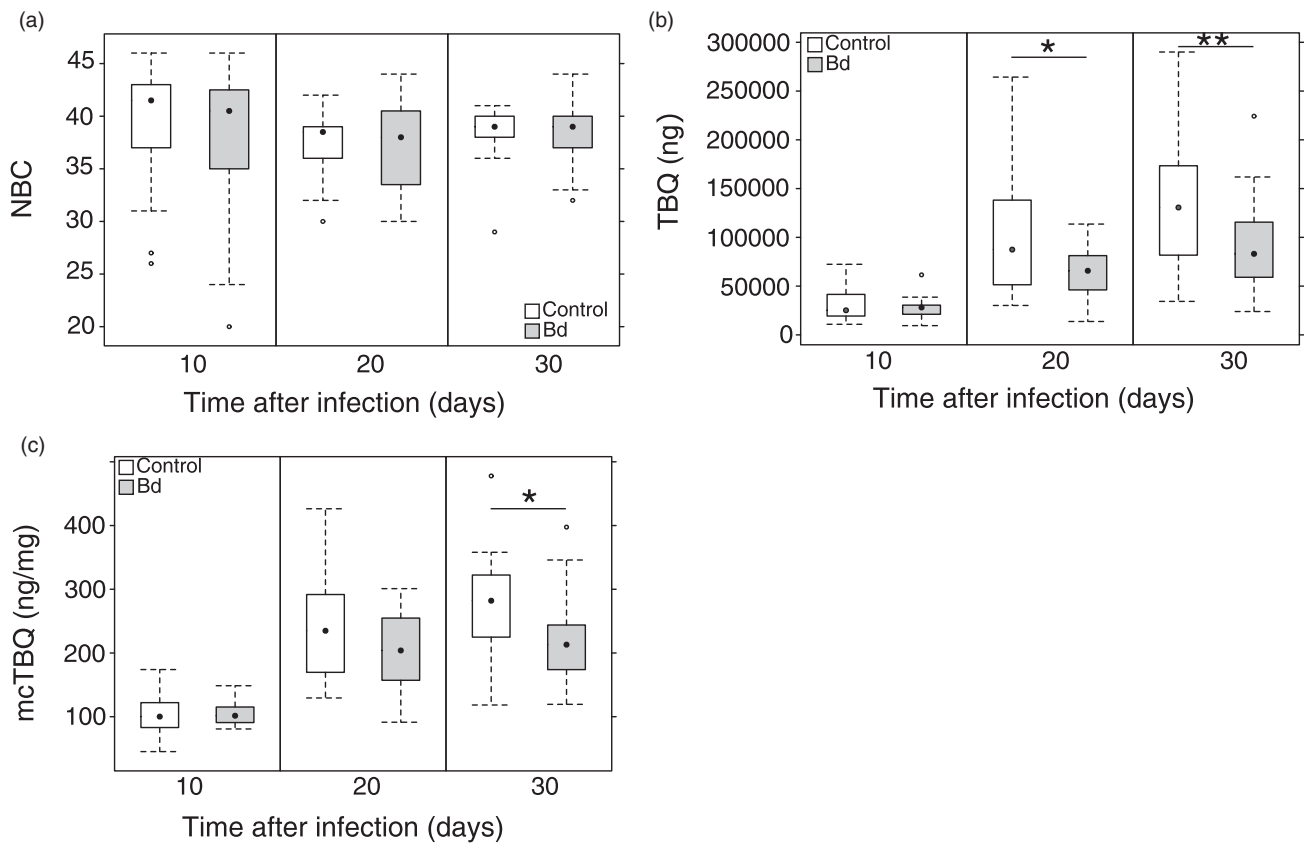 (a)
NBC
45
40
35
30
25
20
Control
Bd
10 20 30
Time after infection (days)
(b)
TBQ (ng)
300000
250000
200000
150000
100000
50000
0
Control
Bd
*
**
10 20 30
Time after infection (days)
(c)
mcTBQ (ng/mg)
400
300
200
100
Control
Bd
*
10 20 30
Time after infection (days)